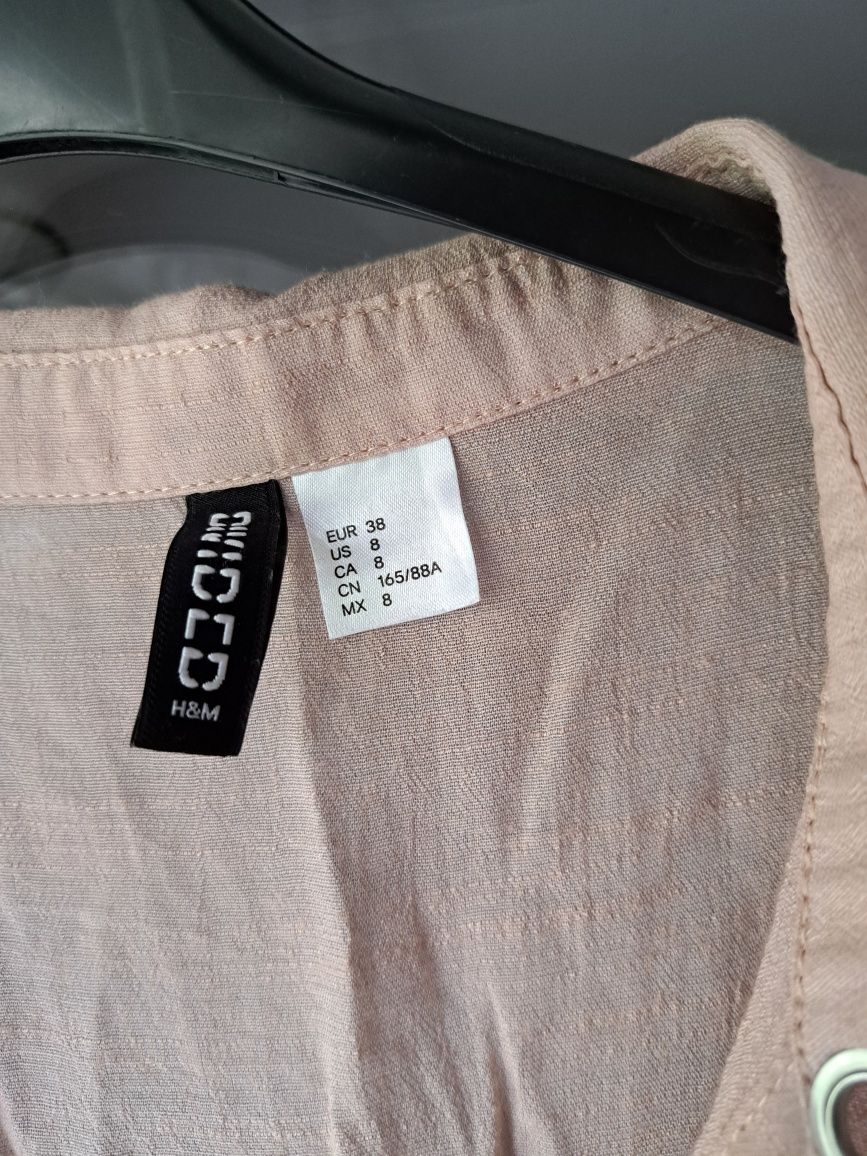 DIVIDED
H&M
EUR 38
US 8
CA 8
CN 165/88A
MX 8